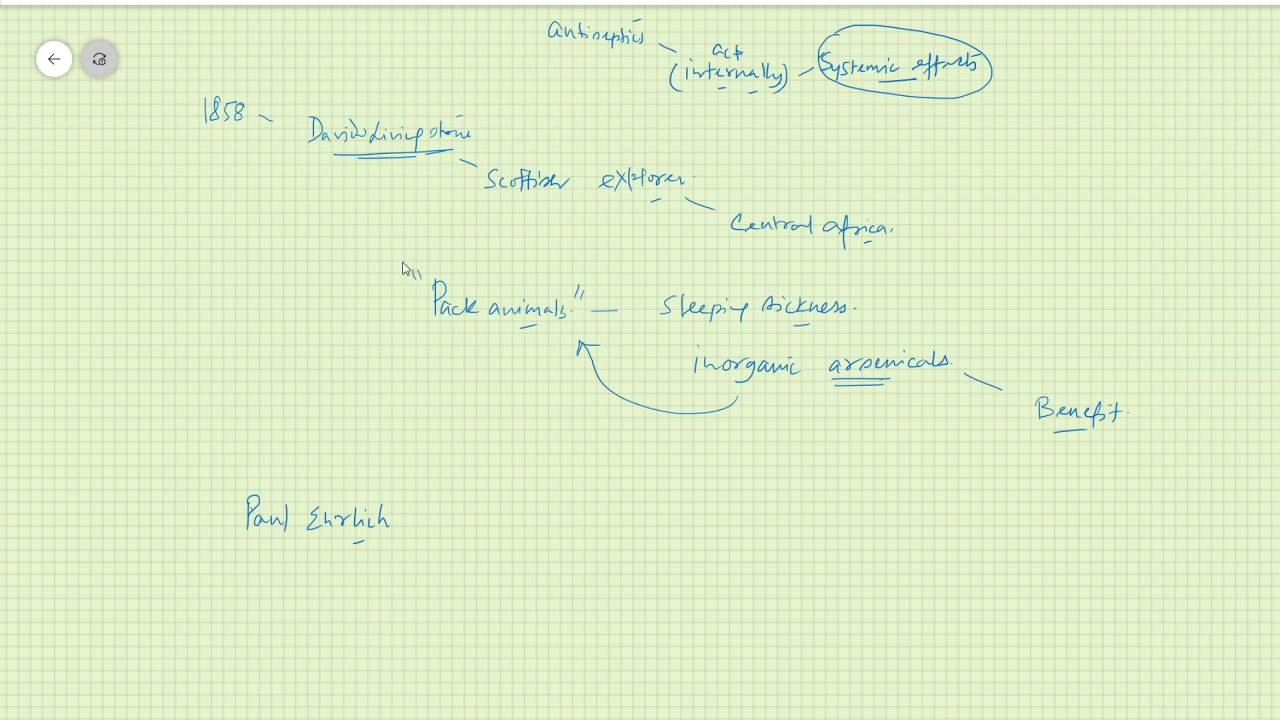 Antiseptics
act
(internally) Systemic effects
1858
David Livingstone
Scottish explorer.
Central Africa.
"Pack animals." — Sleeping sickness.
inorganic arsenicals.
Benefit.
Paul Ehrlich